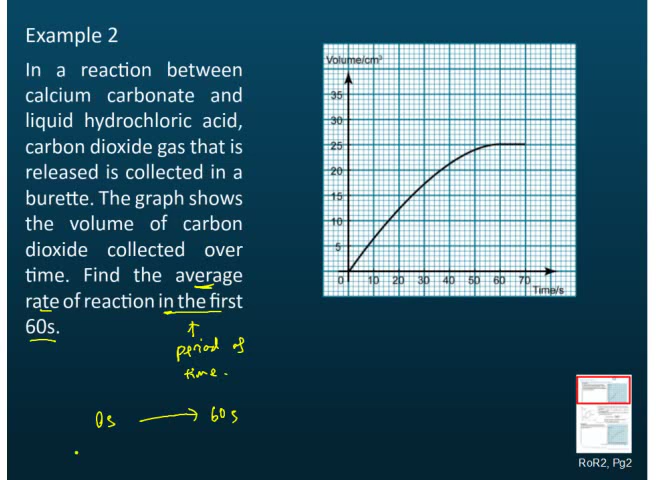 Example 2
In a reaction between
calcium carbonate and
liquid hydrochloric acid,
carbon dioxide gas that is
released is collected in a
burette. The graph shows
the volume of carbon
dioxide collected over
time. Find the average
rate of reaction in the first
60s.
period of
time.
0s → 60s
Volume/cm³
35
30
25
20
15
10
5
0 10 20 30 40 50 60 70
Time/s
RoR2, Pg2